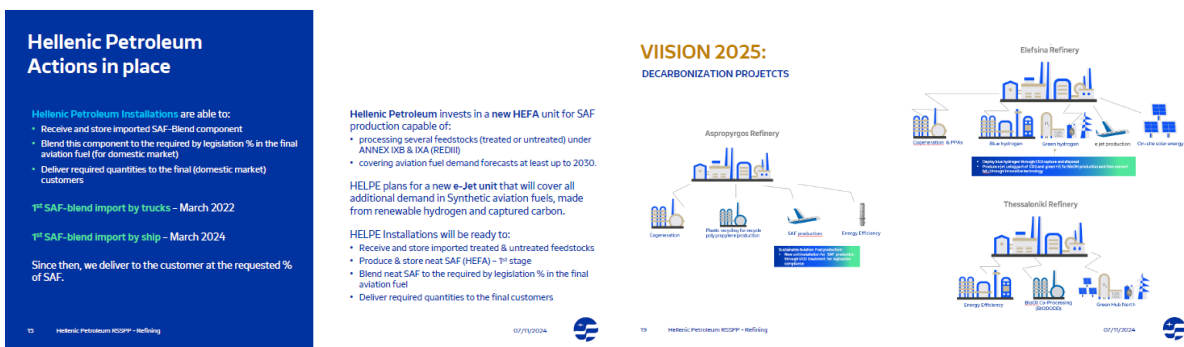 Hellenic Petroleum
Actions in place
Hellenic Petroleum Installations are able to:
• Receive and store imported SAF-Blend component
• Blend this component to the required by legislation % in the final
aviation fuel (for domestic market)
• Deliver required quantities to the final (domestic market)
customers
1st SAF-blend import by trucks – March 2022
1st SAF-blend import by ship – March 2024
Since then, we deliver to the customer at the requested %
of SAF.
Hellenic Petroleum RSSPP - Refining
Hellenic Petroleum invests in a new HEFA unit for SAF
production capable of:
• processing several feedstocks (treated or untreated) under
ANNEX IXB & IXA (REDIII)
• covering aviation fuel demand forecasts at least up to 2030.
HELPE plans for a new e-Jet unit that will cover all
additional demand in Synthetic aviation fuels, made
from renewable hydrogen and captured carbon.
HELPE Installations will be ready to:
• Receive and store imported treated & untreated feedstocks
• Produce & store neat SAF (HEFA) – 1st stage
• Blend neat SAF to the required by legislation % in the final
aviation fuel
• Deliver required quantities to the final customers
07/11/2024
VIISION 2025:
DECARBONIZATION PROJETCTS
Aspropyrgos Refinery
Cogeneration
Plastic recycling for recycle
polypropylene production
SAF production
Energy Efficiency
Elefsina Refinery
Cogeneration & PPAs
Blue hydrogen
Green hydrogen
e jet production
On-site solar energy
Thessaloniki Refinery
Energy Efficiency
Co-Processing
Green Hub North
19 Hellenic Petroleum RSSPP - Refining
07/11/2024